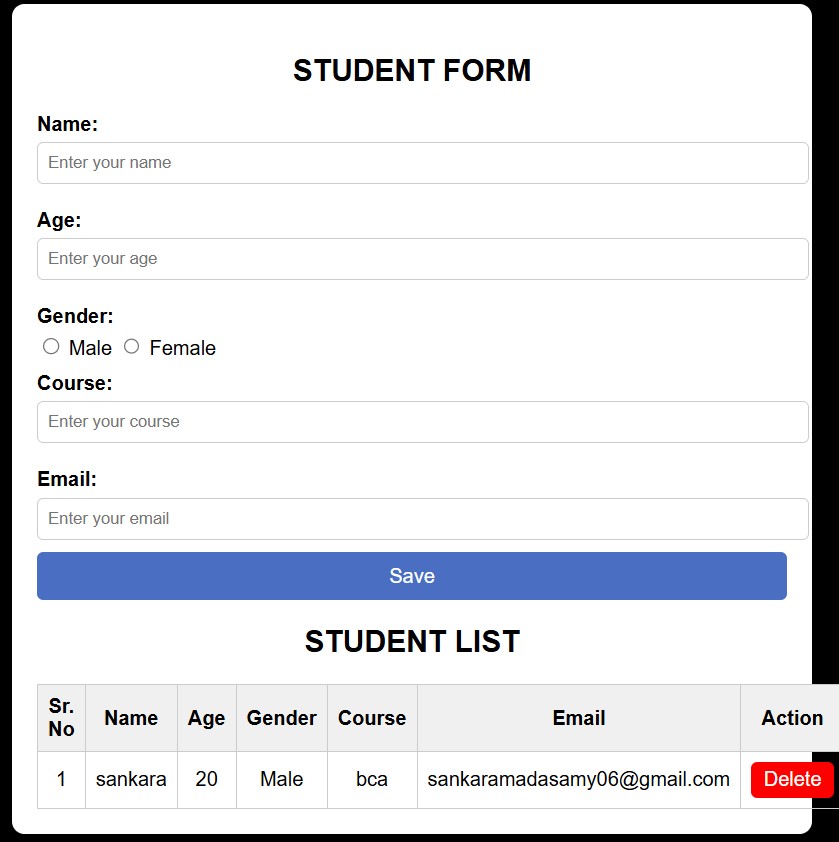 STUDENT FORM
Name:
Enter your name
Age:
Enter your age
Gender:
Male Female
Course:
Enter your course
Email:
Enter your email
Save
STUDENT LIST
Sr. No Name Age Gender Course Email Action
1 sankara 20 Male bca sankaramadasamy06@gmail.com Delete